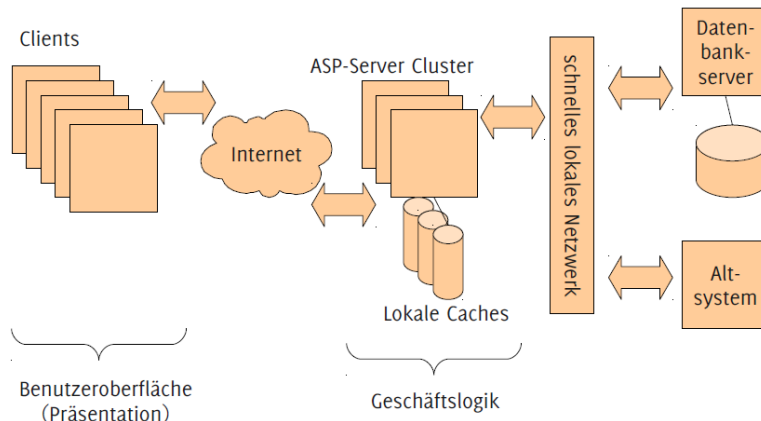 Clients
ASP-Server Cluster
Internet
Lokale Caches
schnelles lokales Netzwerk
Daten-
bank-
server
Alt-
system
Benutzeroberfläche
(Präsentation)
Geschäftslogik